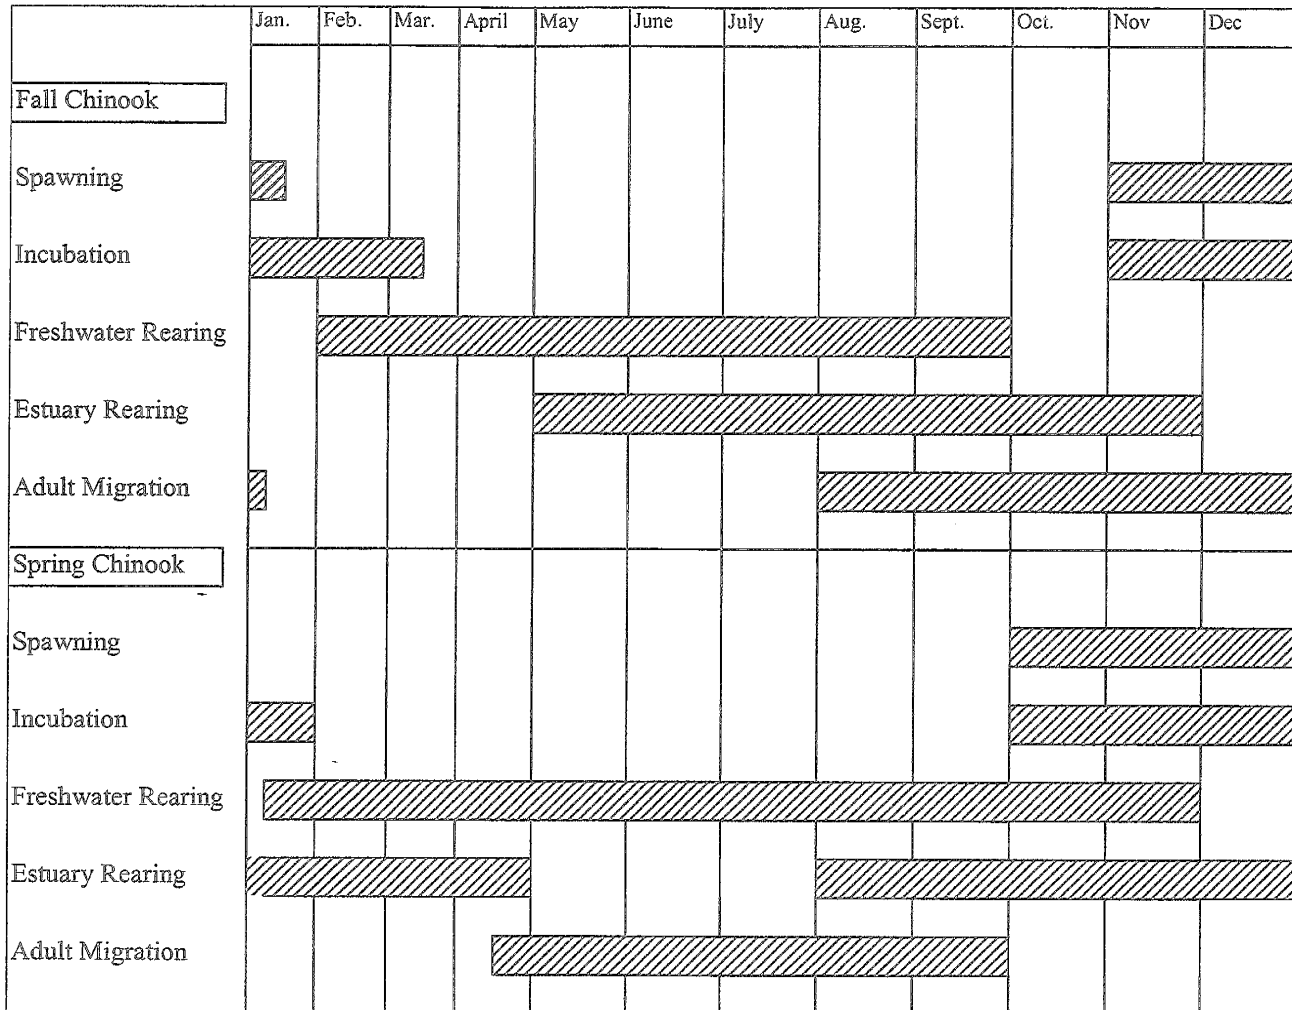 Jan. Feb. Mar. April May June July Aug. Sept. Oct. Nov Dec
Fall Chinook
Spawning
Incubation
Freshwater Rearing
Estuary Rearing
Adult Migration
Spring Chinook
Spawning
Incubation
Freshwater Rearing
Estuary Rearing
Adult Migration